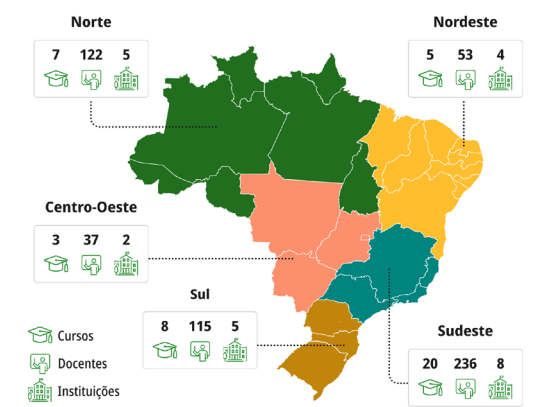 Norte
7 122 5
Nordeste
5 53 4
Centro-Oeste
3 37 2
Sul
8 115 5
Sudeste
20 236 8
Cursos
Docentes
Instituições